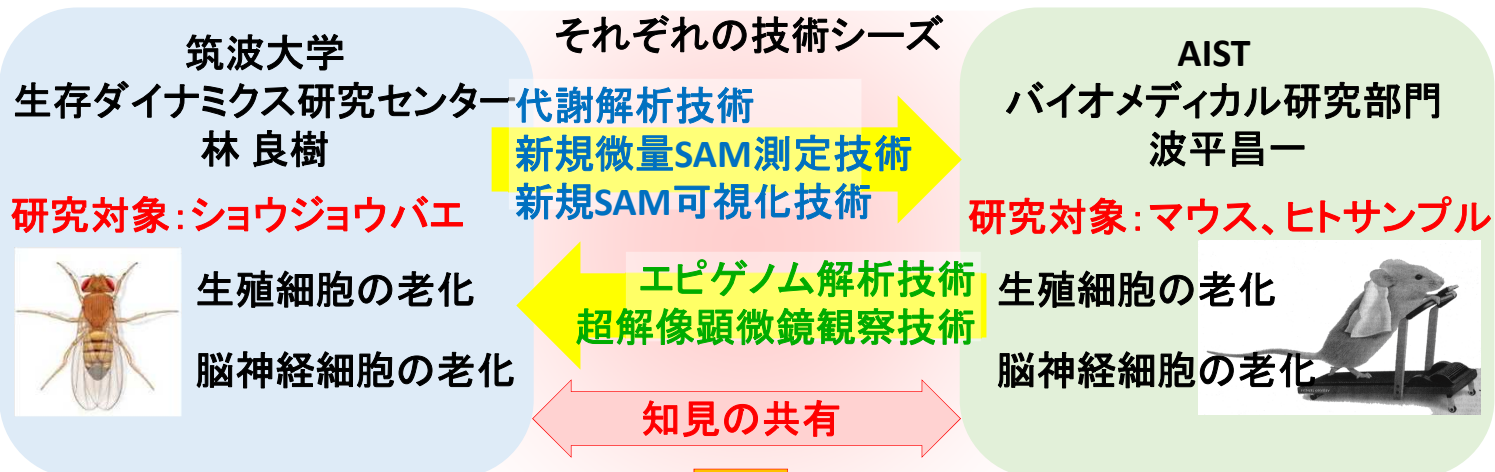 筑波大学
生存ダイナミクス研究センター
林 良樹
研究対象：ショウジョウバエ
生殖細胞の老化
脳神経細胞の老化
それぞれの技術シーズ
代謝解析技術
新規微量SAM測定技術
新規SAM可視化技術
エピゲノム解析技術
超解像顕微鏡観察技術
知見の共有
AIST
バイオメディカル研究部門
波平昌一
研究対象：マウス、ヒトサンプル
生殖細胞の老化
脳神経細胞の老化